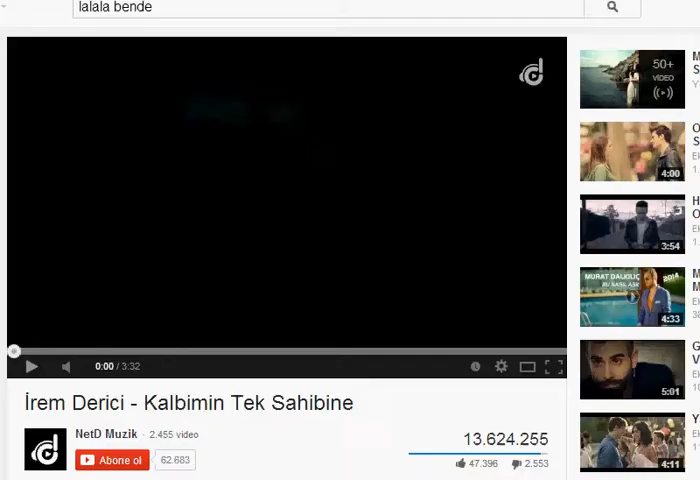 lalala bende
50+
VİDEO
4:00
3:54
MURAT DALKILIÇ
2014
4:33
0:00 / 3:32
5:01
İrem Derici - Kalbimin Tek Sahibine
NetD Muzik · 2.455 video
Abone ol 62.683
13.624.255
47.396 2.553
4:11